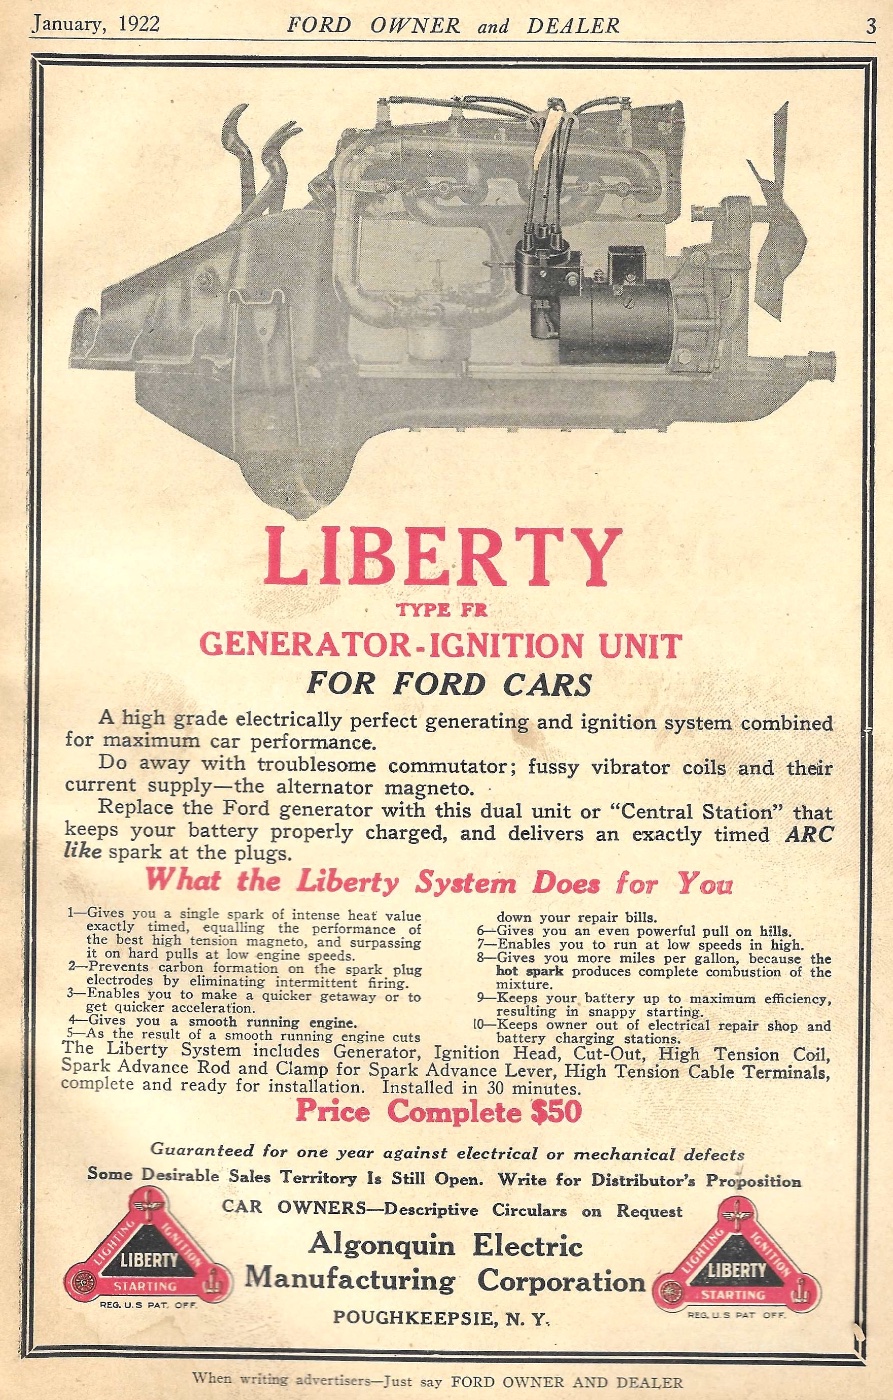 January, 1922 FORD OWNER and DEALER 3
LIBERTY
TYPE FR
GENERATOR-IGNITION UNIT
FOR FORD CARS
A high grade electrically perfect generating and ignition system combined
for maximum car performance.
Do away with troublesome commutator; fussy vibrator coils and their
current supply—the alternator magneto.
Replace the Ford generator with this dual unit or "Central Station" that
keeps your battery properly charged, and delivers an exactly timed ARC
like spark at the plugs.
What the Liberty System Does for You
1—Gives you a single spark of intense heat value
exactly timed, equalling the performance of
the best high tension magneto, and surpassing
it on hard pulls at low engine speeds.
2—Prevents carbon formation on the spark plug
electrodes by eliminating intermittent firing.
3—Enables you to make a quicker getaway or to
get quicker acceleration.
4—Gives you a smooth running engine.
5—As the result of a smooth running engine cuts
down your repair bills.
6—Gives you an even powerful pull on hills.
7—Enables you to run at low speeds in high.
8—Gives you more miles per gallon, because the
hot spark produces complete combustion of the
mixture.
9—Keeps your battery up to maximum efficiency,
resulting in snappy starting.
10—Keeps owner out of electrical repair shop and
battery charging stations.
The Liberty System includes Generator, Ignition Head, Cut-Out, High Tension Coil,
Spark Advance Rod and Clamp for Spark Advance Lever, High Tension Cable Terminals,
complete and ready for installation. Installed in 30 minutes.
Price Complete $50
Guaranteed for one year against electrical or mechanical defects
Some Desirable Sales Territory Is Still Open. Write for Distributor's Proposition
CAR OWNERS—Descriptive Circulars on Request
Algonquin Electric
Manufacturing Corporation
POUGHKEEPSIE, N. Y.
LIGHTING
IGNITION
LIBERTY
STARTING
REG. U.S PAT. OFF.
LIGHTING
IGNITION
LIBERTY
STARTING
REG. U.S PAT OFF.
When writing advertisers—Just say FORD OWNER AND DEALER